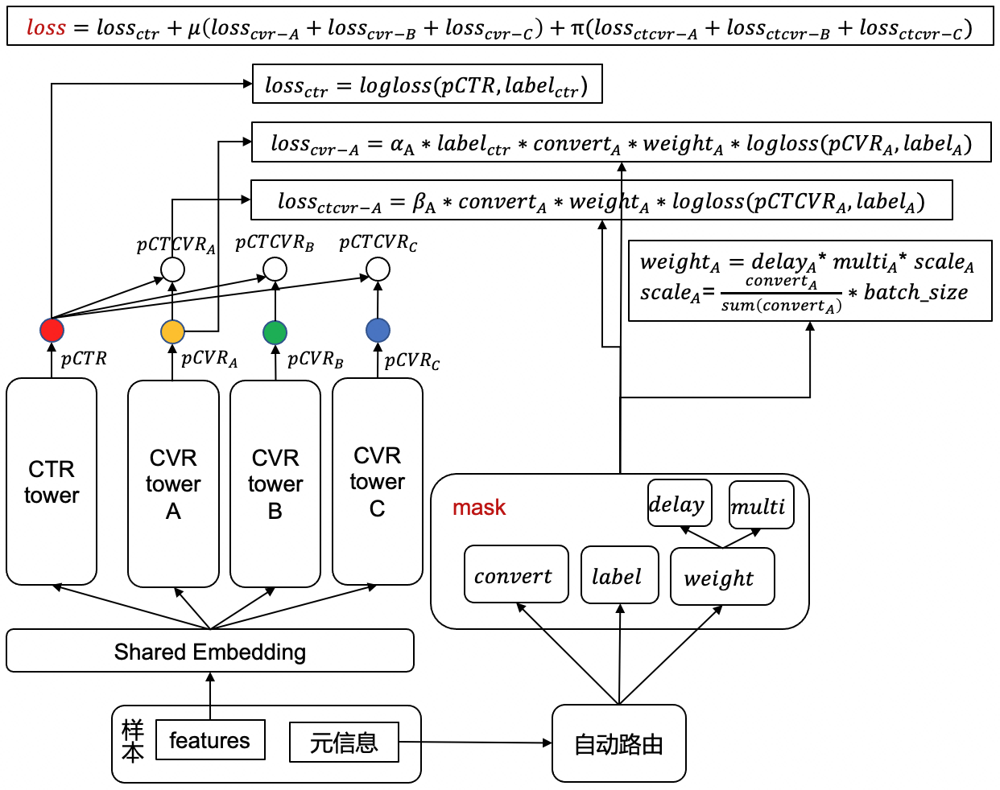 loss = loss_ctr + μ(loss_cvr−A + loss_cvr−B + loss_cvr−C) + π(loss_ctcvr−A + loss_ctcvr−B + loss_ctcvr−C)
loss_ctr = logloss(pCTR, label_ctr)
loss_cvr−A = α_A * label_ctr * convert_A * weight_A * logloss(pCVR_A, label_A)
loss_ctcvr−A = β_A * convert_A * weight_A * logloss(pCTCVR_A, label_A)
pCTCVR_A
pCTCVR_B
pCTCVR_C
weight_A = delay_A* multi_A* scale_A
scale_A= convert_A / sum(convert_A) * batch_size
pCTR
pCVR_A
pCVR_B
pCVR_C
CTR
tower
CVR
tower
A
CVR
tower
B
CVR
tower
C
mask
delay
multi
convert
label
weight
Shared Embedding
样
本
features
元信息
自动路由